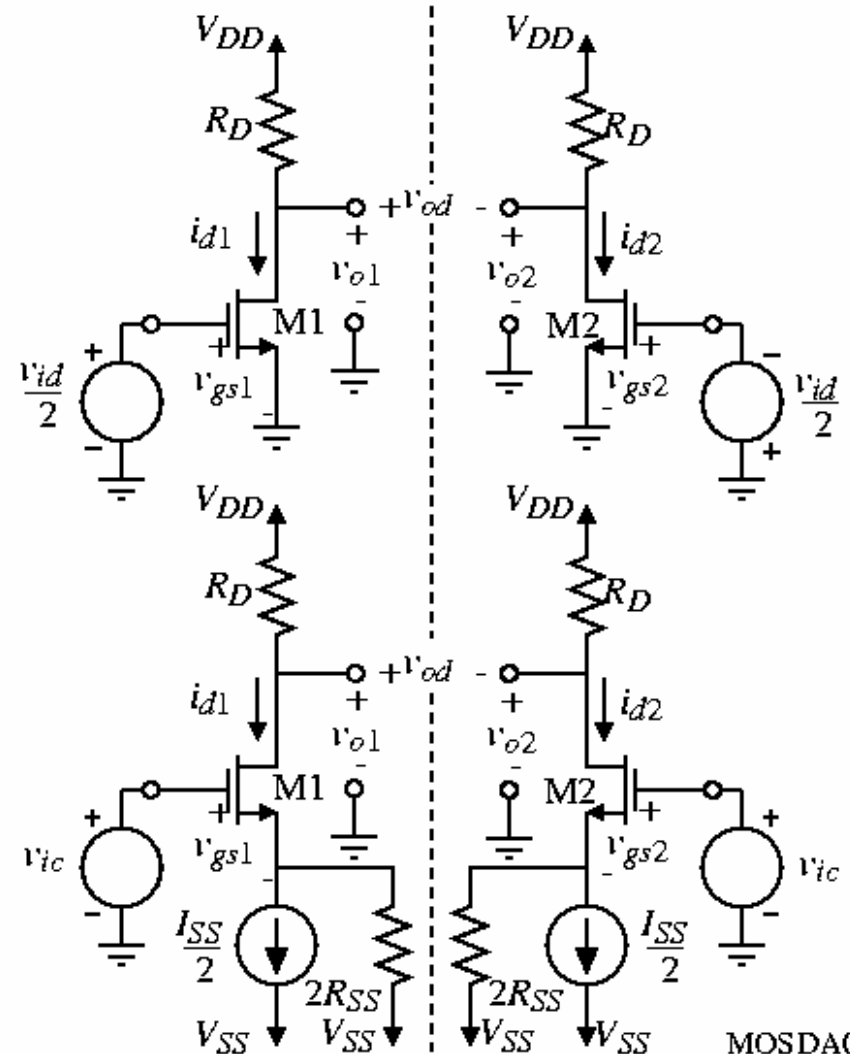 V_DD V_DD
R_D R_D
+ v_od -
i_d1 + + i_d2
v_o1 v_o2
- -
M1 M2
+ + + -
v_id/2 v_gs1 v_gs2 v_id/2
- - - +
V_DD V_DD
R_D R_D
+ v_od -
i_d1 + + i_d2
v_o1 v_o2
- -
M1 M2
+ + + +
v_ic v_gs1 v_gs2 v_ic
- - - -
I_SS/2 I_SS/2
2R_SS 2R_SS
V_SS V_SS V_SS V_SS